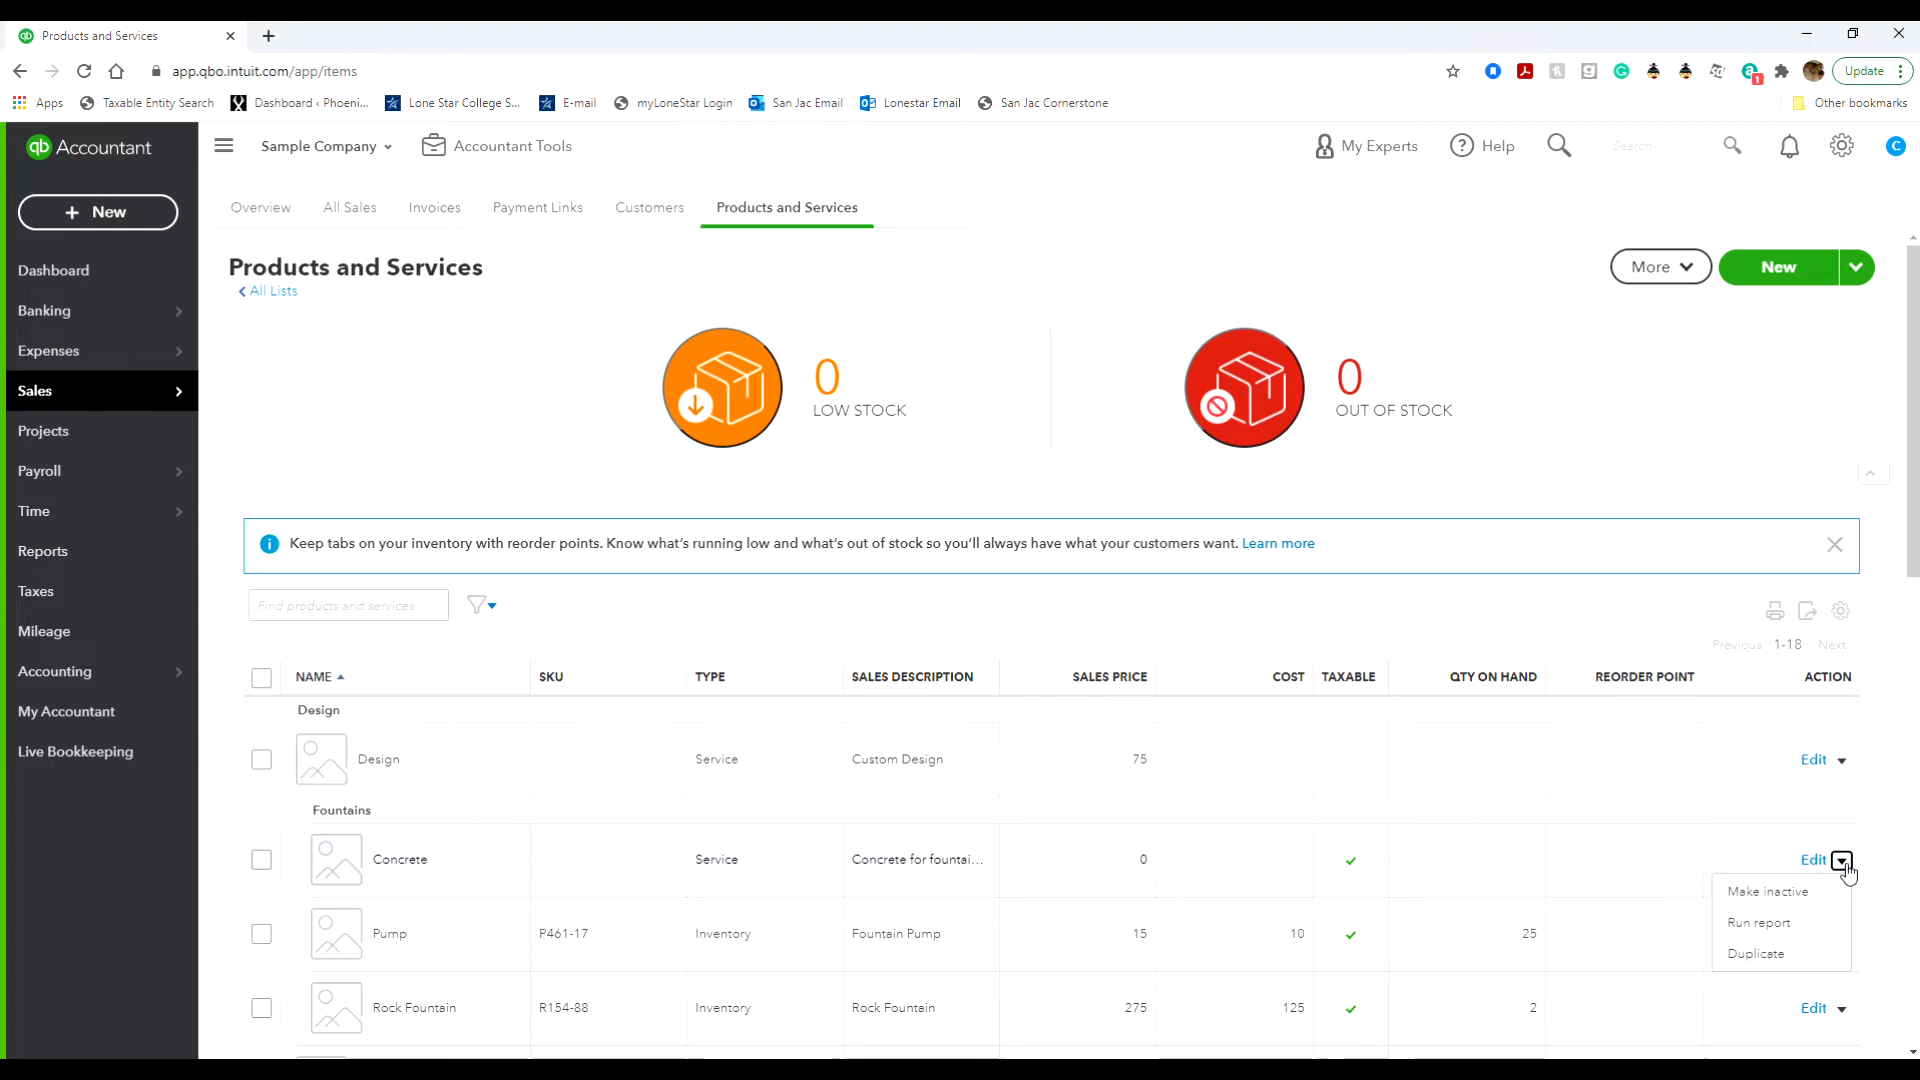 Products and Services
app.qbo.intuit.com/app/items
Update
Apps
Taxable Entity Search
Dashboard ‹ Phoeni...
Lone Star College S...
E-mail
myLoneStar Login
San Jac Email
Lonestar Email
San Jac Cornerstone
Other bookmarks
qb Accountant
Sample Company
Accountant Tools
My Experts
Help
Search
C
+ New
Overview
All Sales
Invoices
Payment Links
Customers
Products and Services
Dashboard
Banking
Expenses
Sales
Projects
Payroll
Time
Reports
Taxes
Mileage
Accounting
My Accountant
Live Bookkeeping
Products and Services
All Lists
More
New
0
LOW STOCK
0
OUT OF STOCK
Keep tabs on your inventory with reorder points. Know what's running low and what's out of stock so you'll always have what your customers want. Learn more
Find products and services
Previous 1-18 Next
NAME SKU TYPE SALES DESCRIPTION SALES PRICE COST TAXABLE QTY ON HAND REORDER POINT ACTION
Design
Design Service Custom Design 75 Edit
Fountains
Concrete Service Concrete for fountai... 0 Edit
Make inactive
Run report
Duplicate
Pump P461-17 Inventory Fountain Pump 15 10 25
Rock Fountain R154-88 Inventory Rock Fountain 275 125 2 Edit